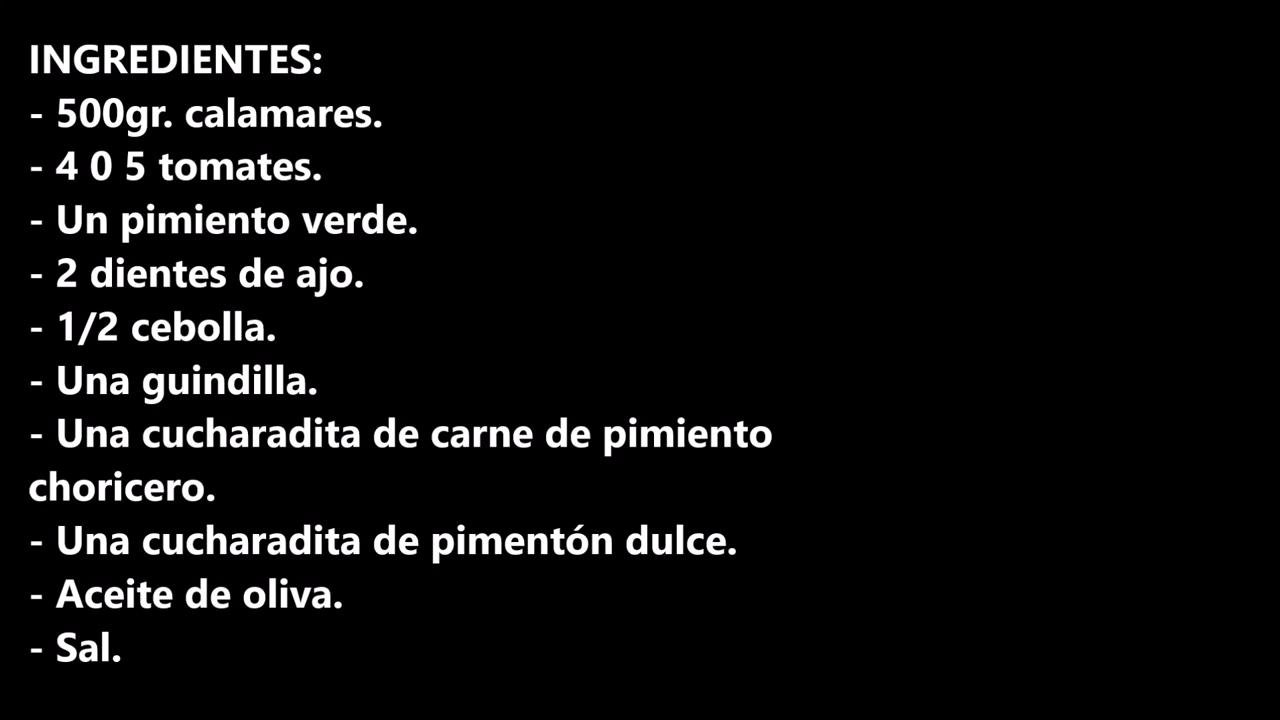 INGREDIENTES:
- 500gr. calamares.
- 4 0 5 tomates.
- Un pimiento verde.
- 2 dientes de ajo.
- 1/2 cebolla.
- Una guindilla.
- Una cucharadita de carne de pimiento
choricero.
- Una cucharadita de pimentón dulce.
- Aceite de oliva.
- Sal.